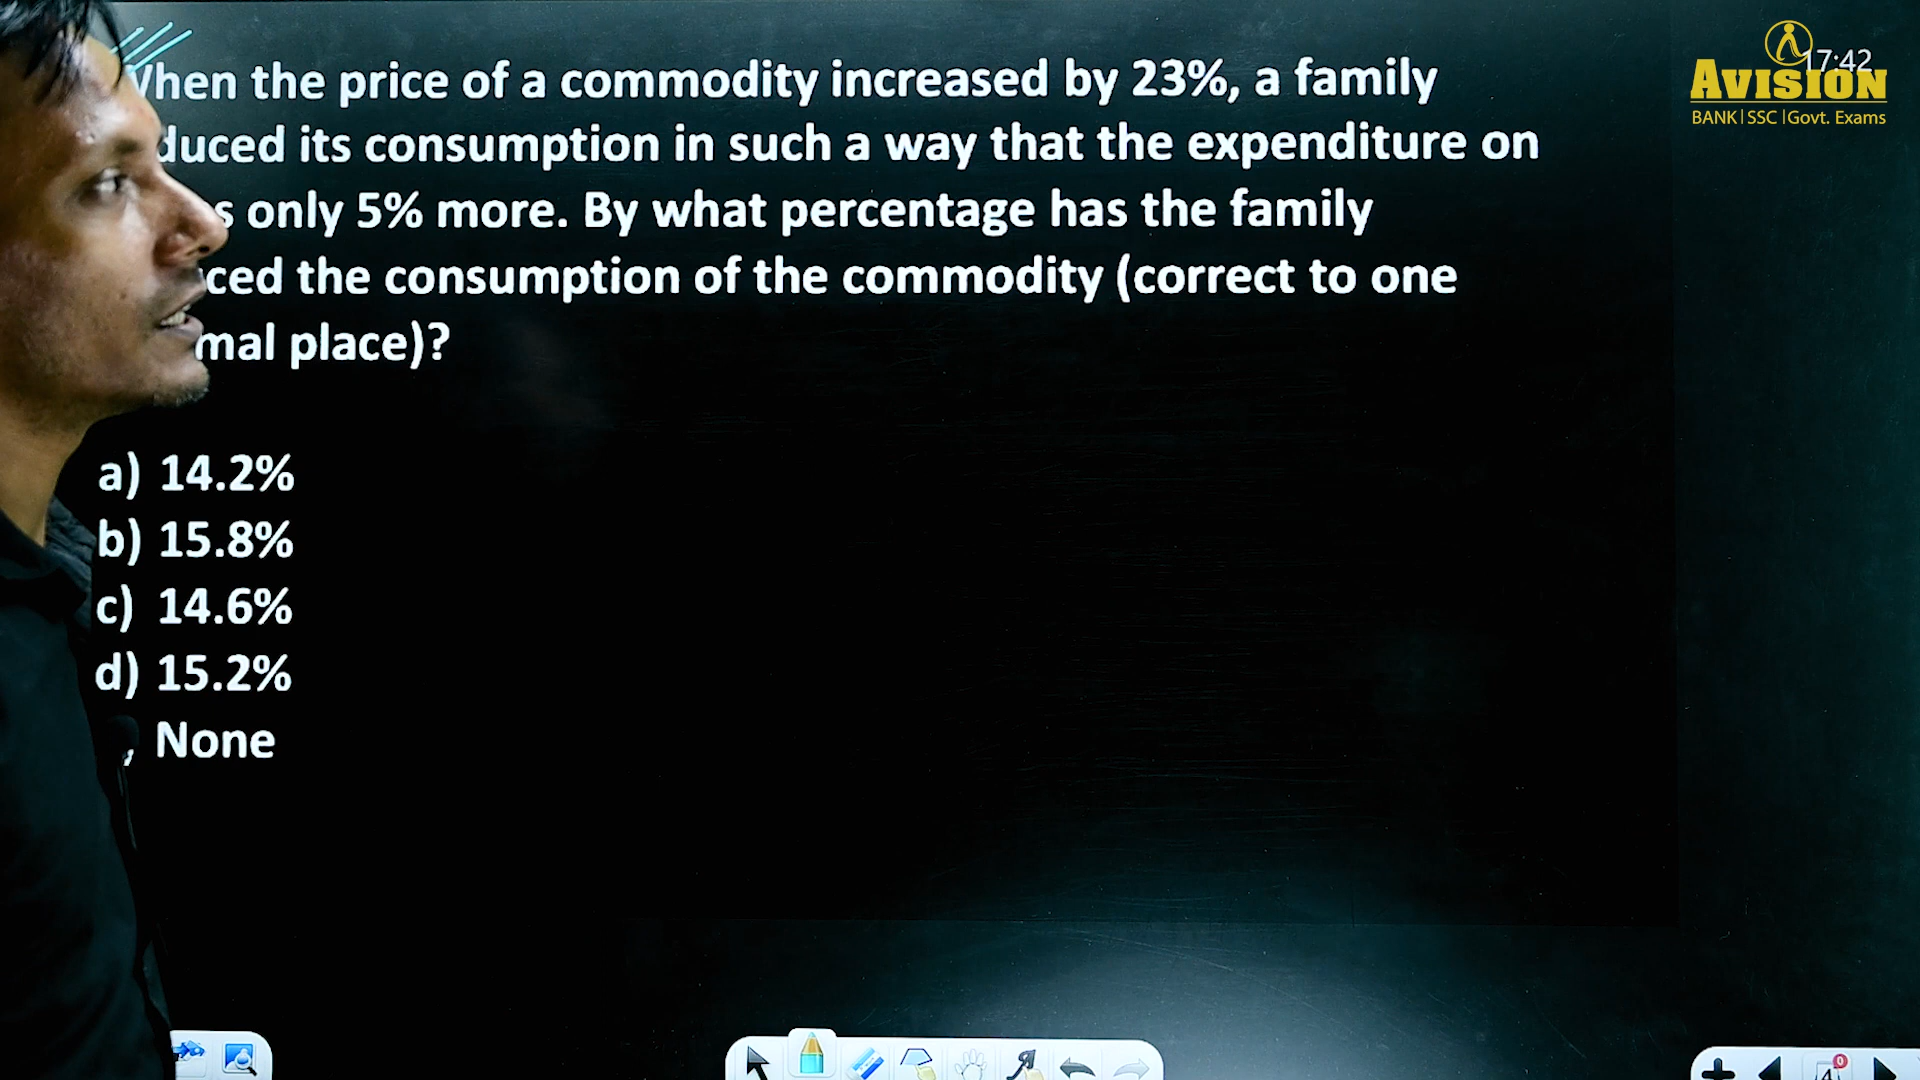 When the price of a commodity increased by 23%, a family
duced its consumption in such a way that the expenditure on
s only 5% more. By what percentage has the family
ced the consumption of the commodity (correct to one
mal place)?
a) 14.2%
b) 15.8%
c) 14.6%
d) 15.2%
None
17:42
AVISION
BANK|SSC|Govt. Exams